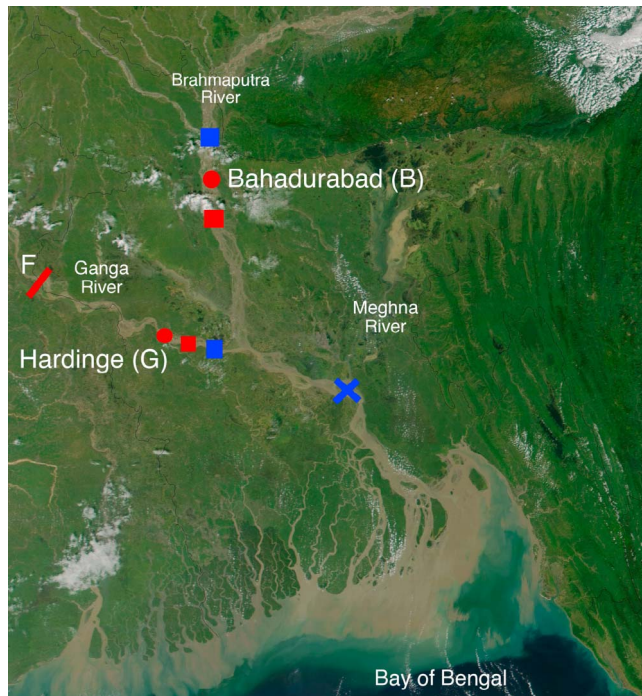 Brahmaputra
River
Bahadurabad (B)
F
Ganga
River
Meghna
River
Hardinge (G)
Bay of Bengal